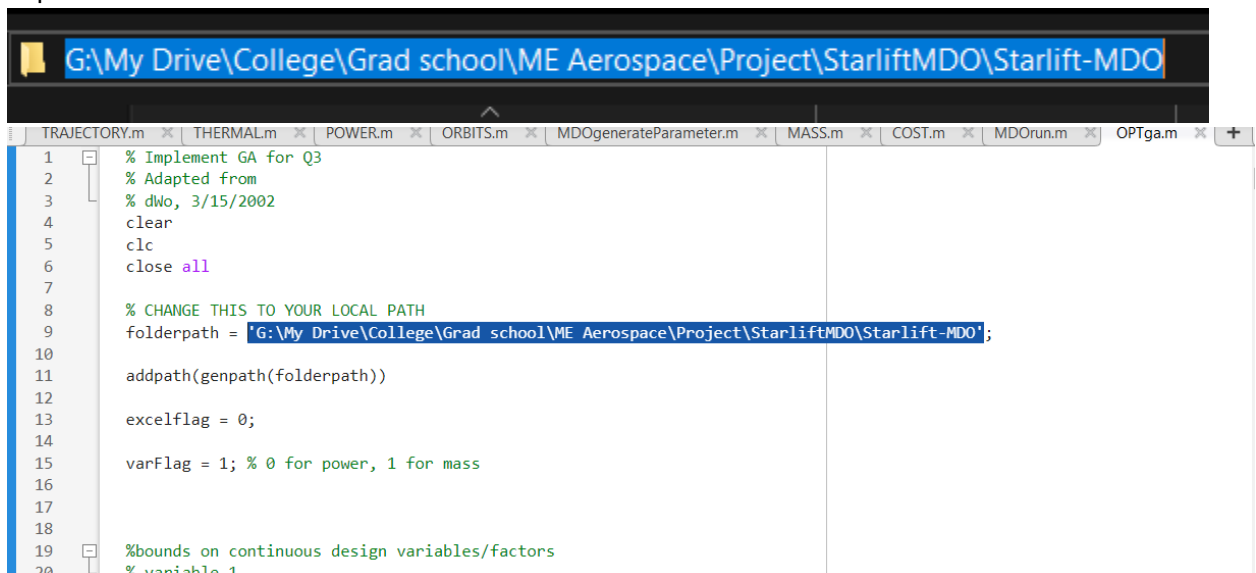 G:\My Drive\College\Grad school\ME Aerospace\Project\StarliftMDO\Starlift-MDO
TRAJECTORY.m × THERMAL.m × POWER.m × ORBITS.m × MDOgenerateParameter.m × MASS.m × COST.m × MDOrun.m × OPTga.m × +
1 % Implement GA for Q3
2 % Adapted from
3 % dWo, 3/15/2002
4 clear
5 clc
6 close all
7
8 % CHANGE THIS TO YOUR LOCAL PATH
9 folderpath = 'G:\My Drive\College\Grad school\ME Aerospace\Project\StarliftMDO\Starlift-MDO';
10
11 addpath(genpath(folderpath))
12
13 excelflag = 0;
14
15 varFlag = 1; % 0 for power, 1 for mass
16
17
18
19 %bounds on continuous design variables/factors
20 % variable 1